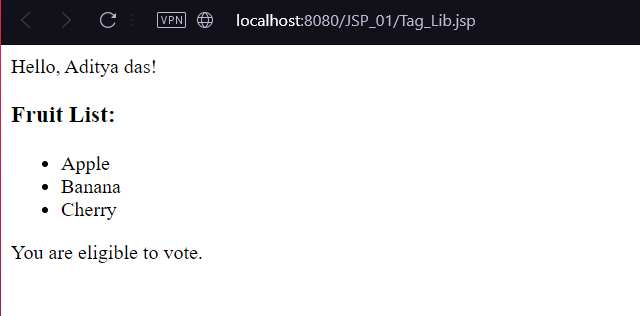 VPN localhost:8080/JSP_01/Tag_Lib.jsp
Hello, Aditya das!
Fruit List:
• Apple
• Banana
• Cherry
You are eligible to vote.